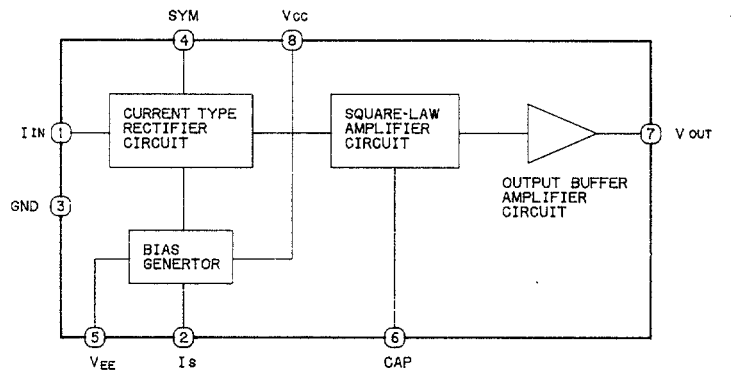 SYM
VCC
4
8
I IN
1
CURRENT TYPE
RECTIFIER
CIRCUIT
SQUARE-LAW
AMPLIFIER
CIRCUIT
7
V OUT
OUTPUT BUFFER
AMPLIFIER
CIRCUIT
GND
3
BIAS
GENERTOR
5
2
6
VEE
Is
CAP